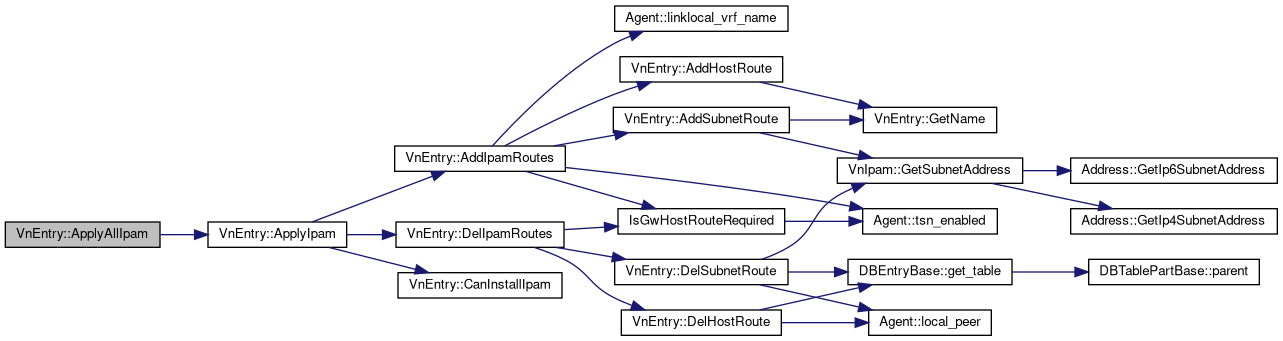 Agent::linklocal_vrf_name
VnEntry::AddHostRoute
VnEntry::AddSubnetRoute
VnEntry::GetName
VnEntry::AddIpamRoutes
VnIpam::GetSubnetAddress
Address::GetIp6SubnetAddress
IsGwHostRouteRequired
Agent::tsn_enabled
Address::GetIp4SubnetAddress
VnEntry::ApplyAllIpam
VnEntry::ApplyIpam
VnEntry::DelIpamRoutes
VnEntry::DelSubnetRoute
DBEntryBase::get_table
DBTablePartBase::parent
VnEntry::CanInstallIpam
VnEntry::DelHostRoute
Agent::local_peer